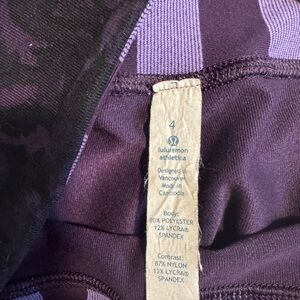 4
lululemon
athletica
Designed in
Vancouver
Made in
Cambodia
Body:
88% POLYESTER
12% LYCRA®
SPANDEX
Contrast:
87% NYLON
13% LYCRA®
SPANDEX